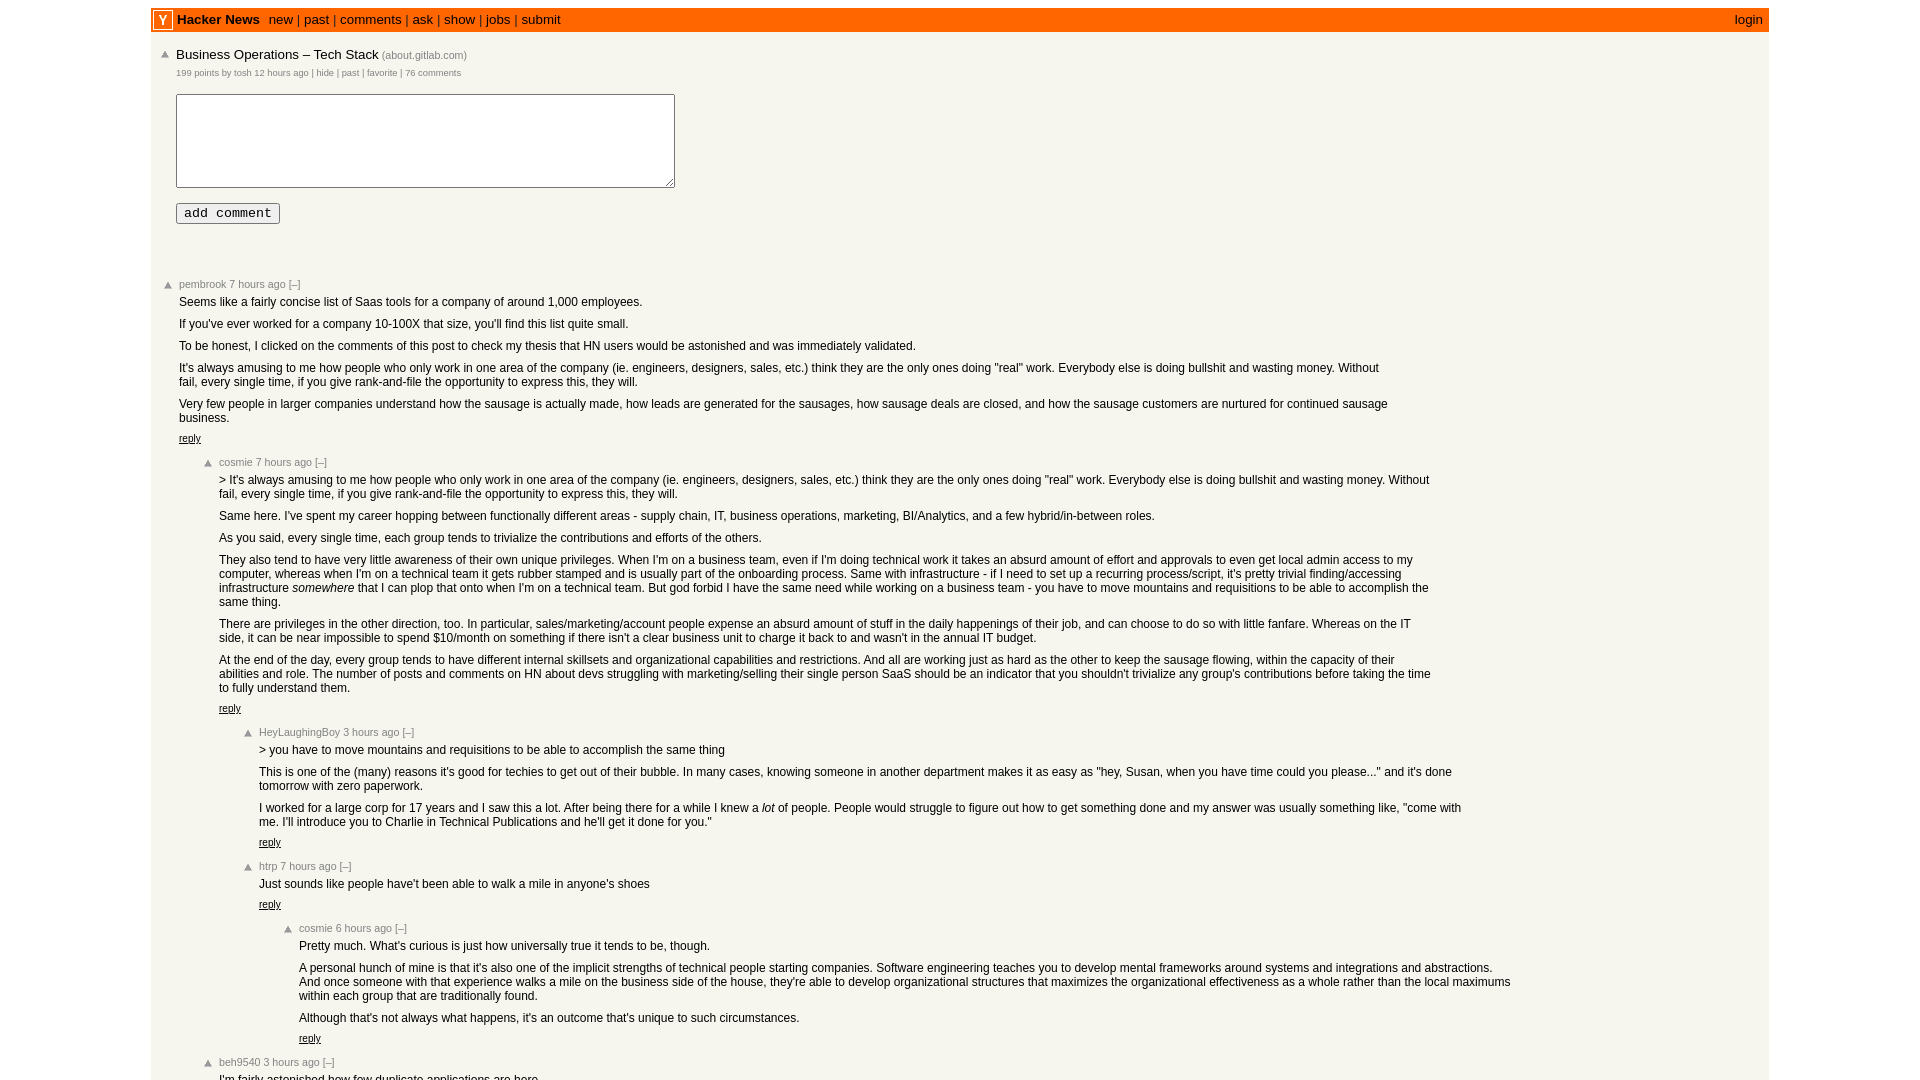 Y Hacker News new | past | comments | ask | show | jobs | submit login
Business Operations – Tech Stack (about.gitlab.com)
199 points by tosh 12 hours ago | hide | past | favorite | 76 comments
add comment
pembrook 7 hours ago [–]
Seems like a fairly concise list of Saas tools for a company of around 1,000 employees.
If you've ever worked for a company 10-100X that size, you'll find this list quite small.
To be honest, I clicked on the comments of this post to check my thesis that HN users would be astonished and was immediately validated.
It's always amusing to me how people who only work in one area of the company (ie. engineers, designers, sales, etc.) think they are the only ones doing "real" work. Everybody else is doing bullshit and wasting money. Without
fail, every single time, if you give rank-and-file the opportunity to express this, they will.
Very few people in larger companies understand how the sausage is actually made, how leads are generated for the sausages, how sausage deals are closed, and how the sausage customers are nurtured for continued sausage
business.
reply
cosmie 7 hours ago [–]
> It's always amusing to me how people who only work in one area of the company (ie. engineers, designers, sales, etc.) think they are the only ones doing "real" work. Everybody else is doing bullshit and wasting money. Without
fail, every single time, if you give rank-and-file the opportunity to express this, they will.
Same here. I've spent my career hopping between functionally different areas - supply chain, IT, business operations, marketing, BI/Analytics, and a few hybrid/in-between roles.
As you said, every single time, each group tends to trivialize the contributions and efforts of the others.
They also tend to have very little awareness of their own unique privileges. When I'm on a business team, even if I'm doing technical work it takes an absurd amount of effort and approvals to even get local admin access to my
computer, whereas when I'm on a technical team it gets rubber stamped and is usually part of the onboarding process. Same with infrastructure - if I need to set up a recurring process/script, it's pretty trivial finding/accessing
infrastructure somewhere that I can plop that onto when I'm on a technical team. But god forbid I have the same need while working on a business team - you have to move mountains and requisitions to be able to accomplish the
same thing.
There are privileges in the other direction, too. In particular, sales/marketing/account people expense an absurd amount of stuff in the daily happenings of their job, and can choose to do so with little fanfare. Whereas on the IT
side, it can be near impossible to spend $10/month on something if there isn't a clear business unit to charge it back to and wasn't in the annual IT budget.
At the end of the day, every group tends to have different internal skillsets and organizational capabilities and restrictions. And all are working just as hard as the other to keep the sausage flowing, within the capacity of their
abilities and role. The number of posts and comments on HN about devs struggling with marketing/selling their single person SaaS should be an indicator that you shouldn't trivialize any group's contributions before taking the time
to fully understand them.
reply
HeyLaughingBoy 3 hours ago [–]
> you have to move mountains and requisitions to be able to accomplish the same thing
This is one of the (many) reasons it's good for techies to get out of their bubble. In many cases, knowing someone in another department makes it as easy as "hey, Susan, when you have time could you please..." and it's done
tomorrow with zero paperwork.
I worked for a large corp for 17 years and I saw this a lot. After being there for a while I knew a lot of people. People would struggle to figure out how to get something done and my answer was usually something like, "come with
me. I'll introduce you to Charlie in Technical Publications and he'll get it done for you."
reply
htrp 7 hours ago [–]
Just sounds like people have't been able to walk a mile in anyone's shoes
reply
cosmie 6 hours ago [–]
Pretty much. What's curious is just how universally true it tends to be, though.
A personal hunch of mine is that it's also one of the implicit strengths of technical people starting companies. Software engineering teaches you to develop mental frameworks around systems and integrations and abstractions.
And once someone with that experience walks a mile on the business side of the house, they're able to develop organizational structures that maximizes the organizational effectiveness as a whole rather than the local maximums
within each group that are traditionally found.
Although that's not always what happens, it's an outcome that's unique to such circumstances.
reply
beh9540 3 hours ago [–]
I'm fairly astonished how few duplicate applications are here